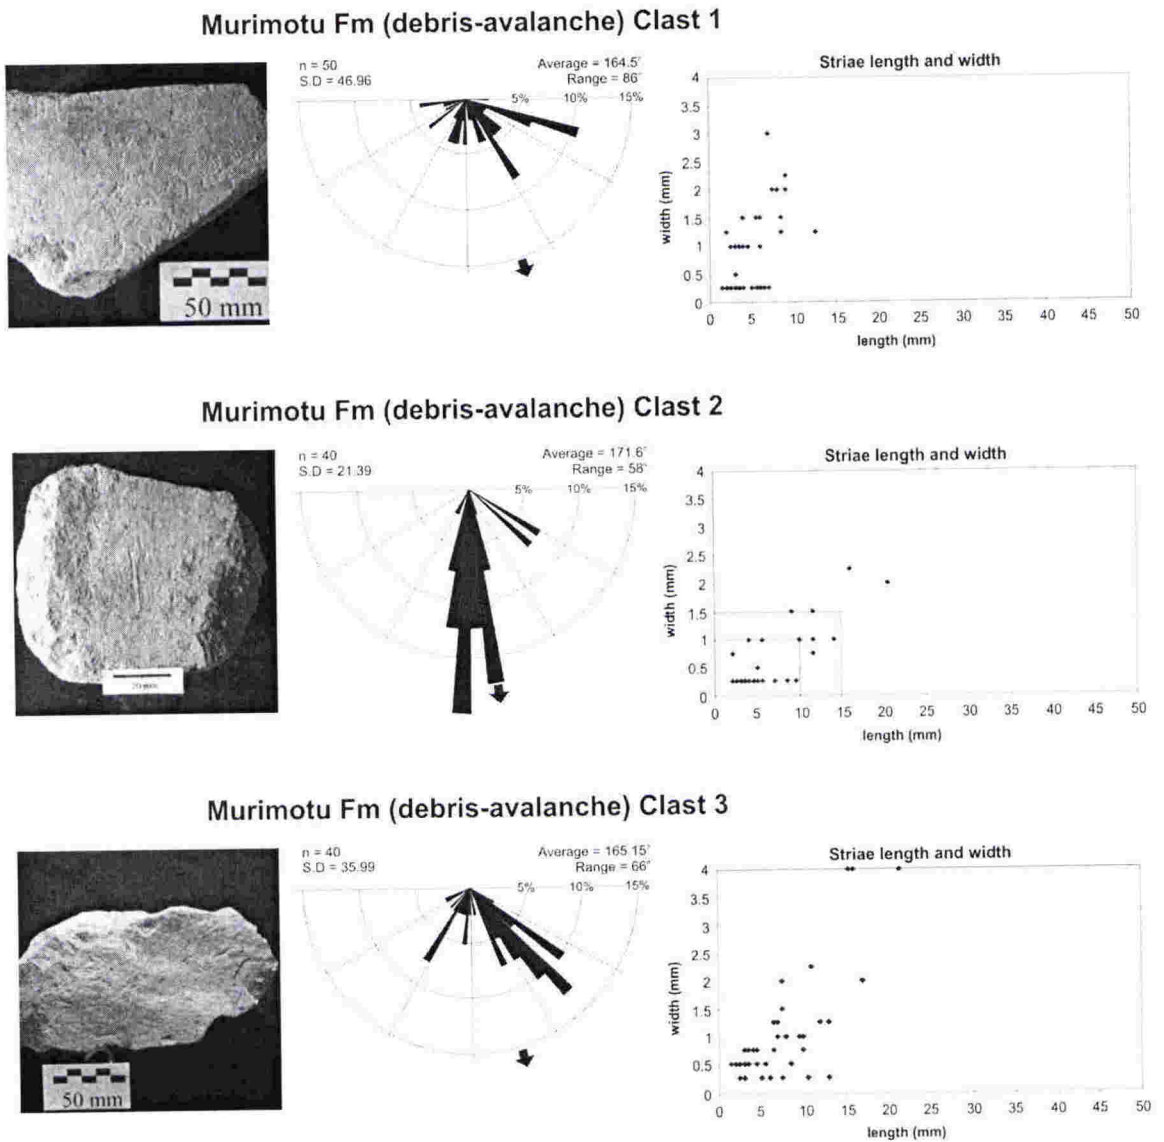 Murimotu Fm (debris-avalanche) Clast 1
n = 50
S.D = 46.96
Average = 164.5°
Range = 86°
5% 10% 15%
50 mm
Striae length and width
width (mm)
4
3.5
3
2.5
2
1.5
1
0.5
0
0 5 10 15 20 25 30 35 40 45 50
length (mm)
Murimotu Fm (debris-avalanche) Clast 2
n = 40
S.D = 21.39
Average = 171.6°
Range = 58°
5% 10% 15%
20 mm
Striae length and width
width (mm)
4
3.5
3
2.5
2
1.5
1
0.5
0
0 5 10 15 20 25 30 35 40 45 50
length (mm)
Murimotu Fm (debris-avalanche) Clast 3
n = 40
S.D = 35.99
Average = 165.15°
Range = 66°
5% 10% 15%
50 mm
Striae length and width
width (mm)
4
3.5
3
2.5
2
1.5
1
0.5
0
0 5 10 15 20 25 30 35 40 45 50
length (mm)